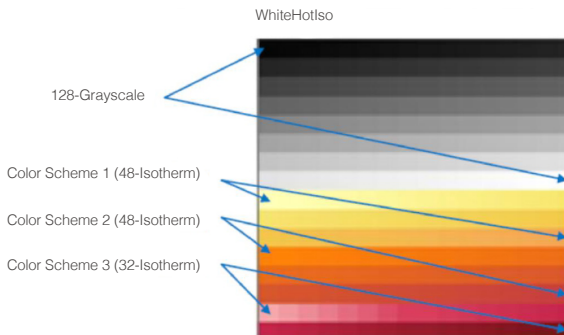 WhiteHotIso
128-Grayscale
Color Scheme 1 (48-Isotherm)
Color Scheme 2 (48-Isotherm)
Color Scheme 3 (32-Isotherm)